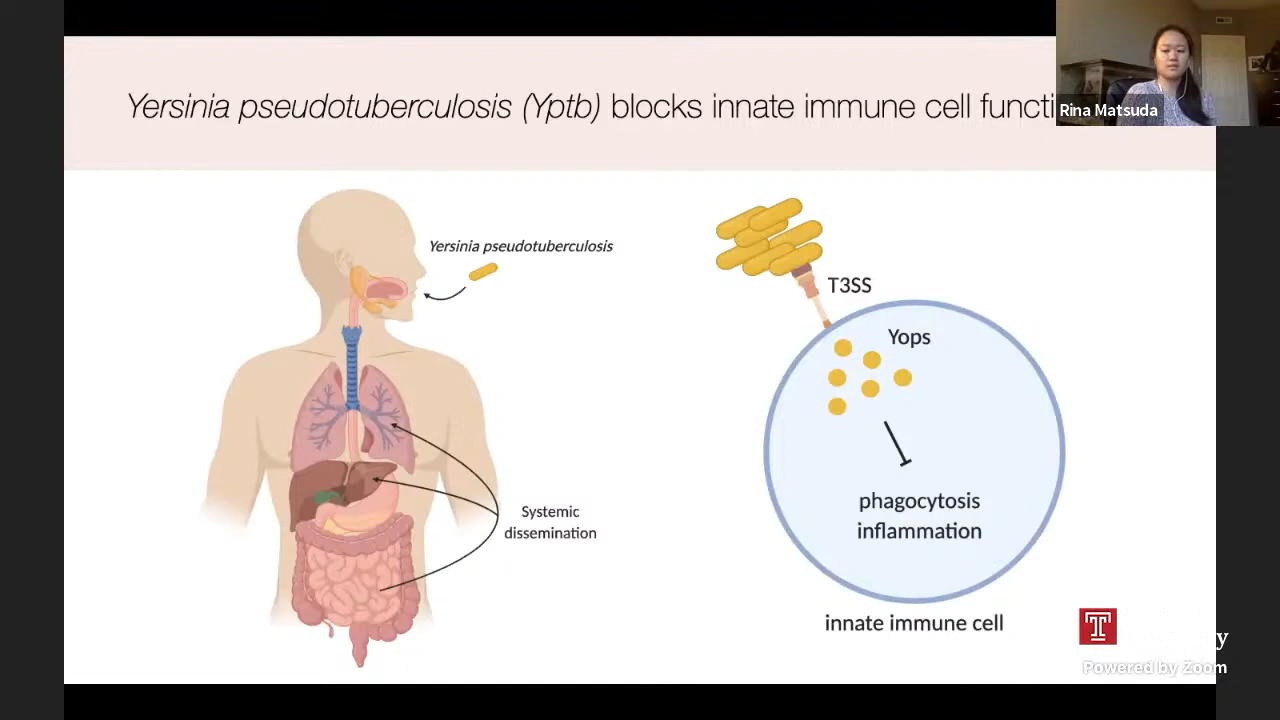 Yersinia pseudotuberculosis (Yptb) blocks innate immune cell functi
Rina Matsuda
Yersinia pseudotuberculosis
T3SS
Yops
phagocytosis
inflammation
Systemic
dissemination
innate immune cell
Powered by Zoom